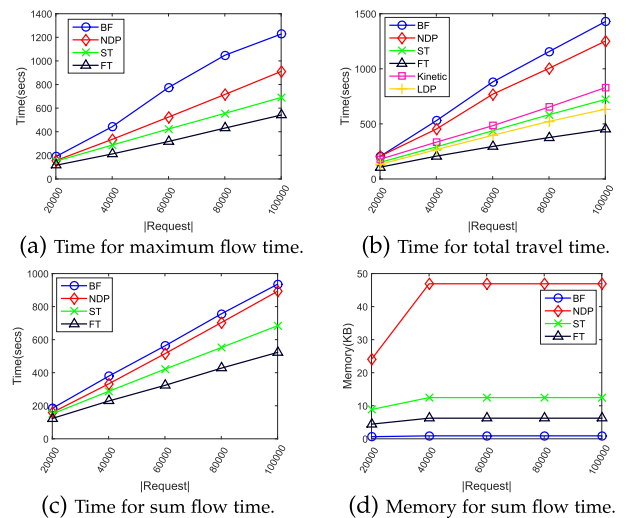 1400
1200
1000
800
600
400
200
0
Time(secs)
BF
NDP
ST
FT
20000
40000
60000
80000
100000
|Request|
(a) Time for maximum flow time.
1500
1000
500
0
Time(secs)
BF
NDP
ST
FT
Kinetic
LDP
20000
40000
60000
80000
100000
|Request|
(b) Time for total travel time.
1000
800
600
400
200
0
Time(secs)
BF
NDP
ST
FT
20000
40000
60000
80000
100000
|Request|
(c) Time for sum flow time.
50
40
30
20
10
0
Memory(KB)
BF
NDP
ST
FT
20000
40000
60000
80000
100000
|Request|
(d) Memory for sum flow time.